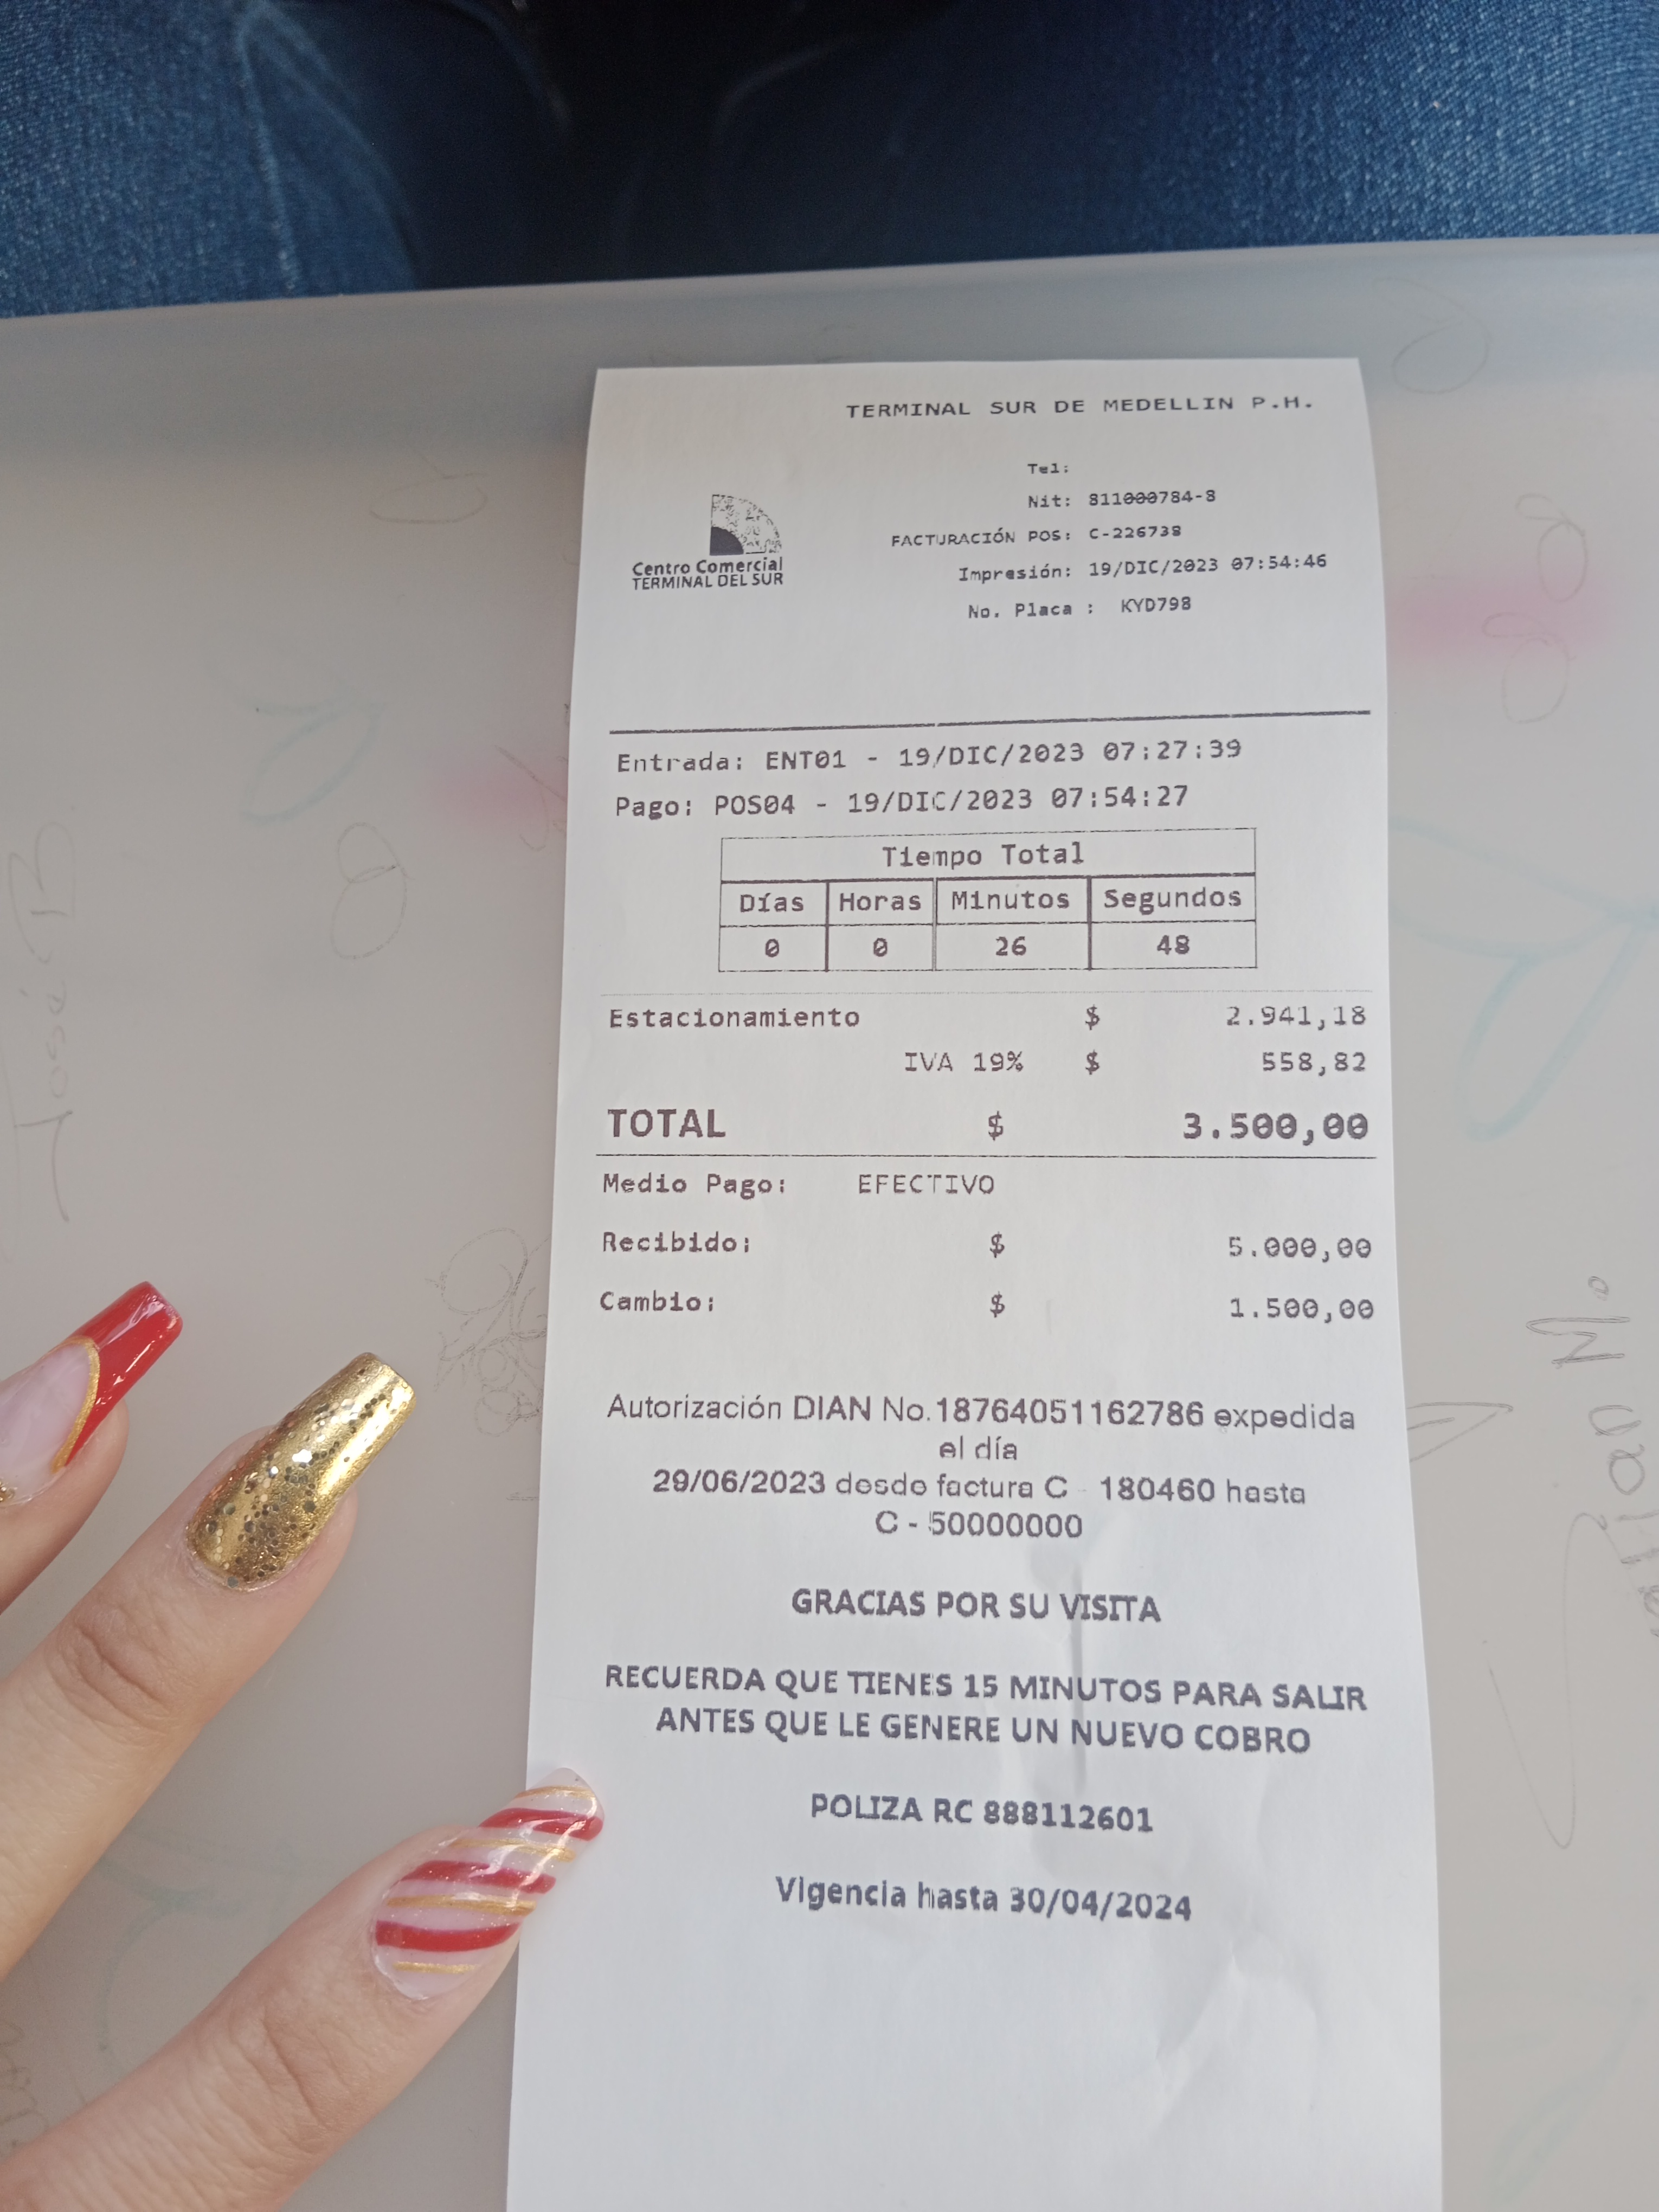 TERMINAL SUR DE MEDELLIN P.H.
Tel:
Nit: 811000784-8
FACTURACIÓN POS: C-226738
Impresión: 19/DIC/2023 07:54:46
No. Placa : KYD798
Centro Comercial
TERMINAL DEL SUR
Entrada: ENT01 - 19/DIC/2023 07:27:39
Pago: POS04 - 19/DIC/2023 07:54:27
Tiempo Total
Días Horas Minutos Segundos
0 0 26 48
Estacionamiento $ 2.941,18
IVA 19% $ 558,82
TOTAL $ 3.500,00
Medio Pago: EFECTIVO
Recibido: $ 5.000,00
Cambio: $ 1.500,00
Autorización DIAN No.18764051162786 expedida
el día
29/06/2023 desde factura C - 180460 hasta
C - 50000000
GRACIAS POR SU VISITA
RECUERDA QUE TIENES 15 MINUTOS PARA SALIR
ANTES QUE LE GENERE UN NUEVO COBRO
POLIZA RC 888112601
Vigencia hasta 30/04/2024
José B
M.